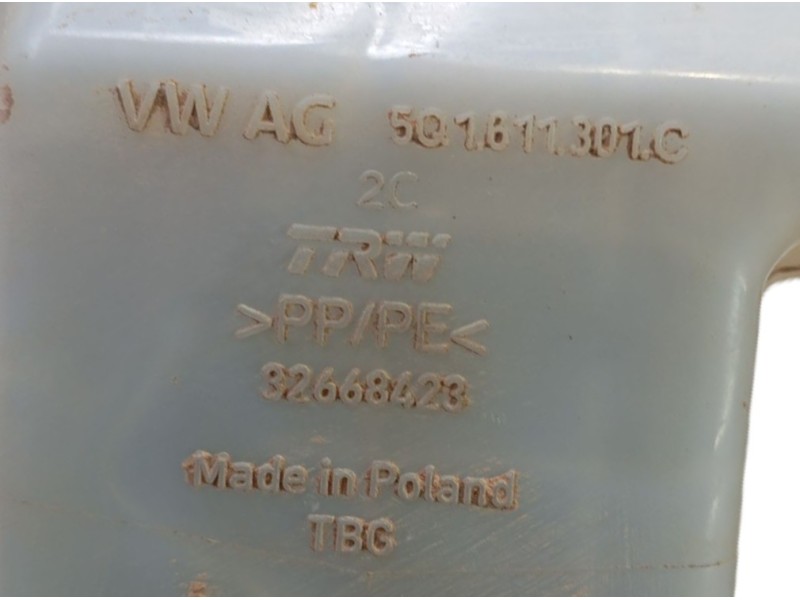 VW AG 5Q1.611.301.C
2C
TRW
>PP/PE<
32668423
Made in Poland
TBG